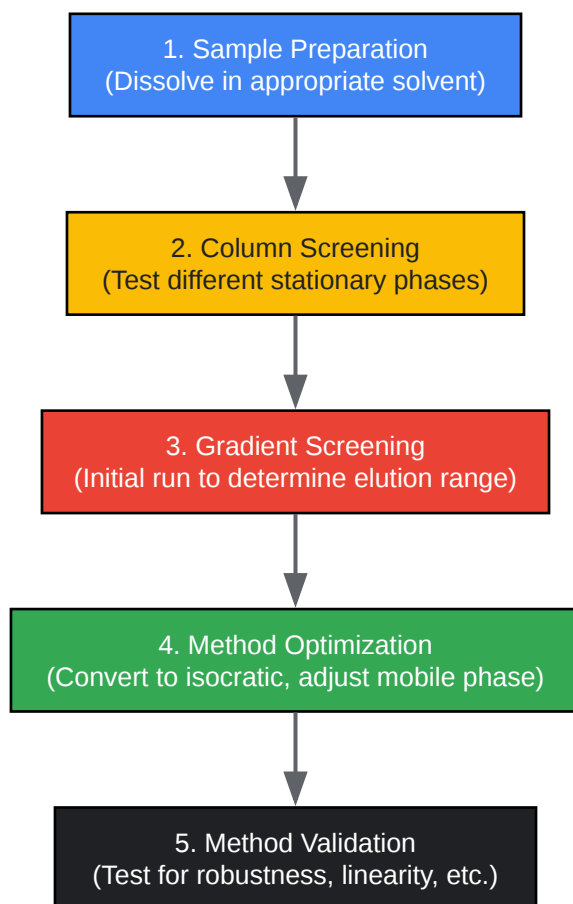 1. Sample Preparation
(Dissolve in appropriate solvent)
2. Column Screening
(Test different stationary phases)
3. Gradient Screening
(Initial run to determine elution range)
4. Method Optimization
(Convert to isocratic, adjust mobile phase)
5. Method Validation
(Test for robustness, linearity, etc.)